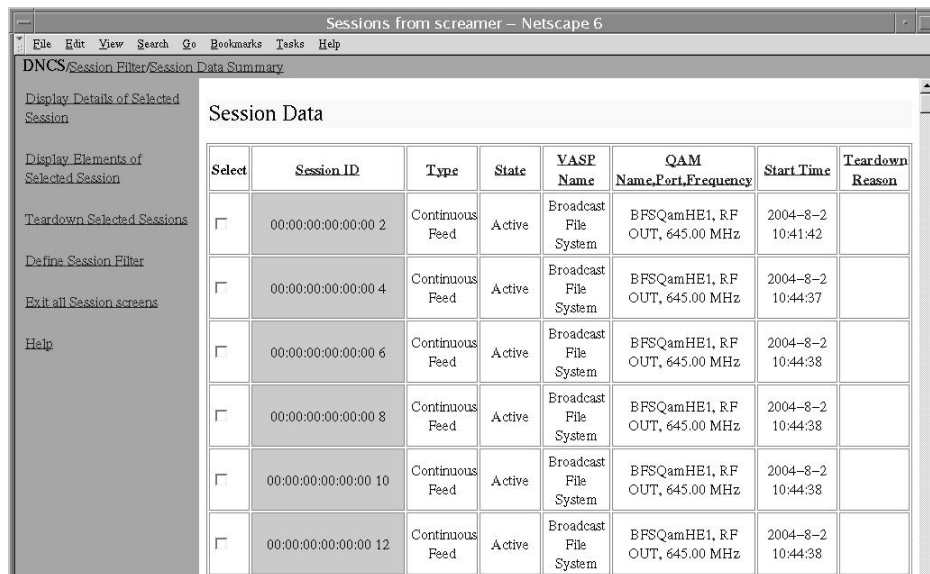 Sessions from screamer – Netscape 6
File Edit View Search Go Bookmarks Tasks Help
DNCS/Session Filter/Session Data Summary
Display Details of Selected
Session
Display Elements of
Selected Session
Teardown Selected Sessions
Define Session Filter
Exit all Session screens
Help
Session Data
Select Session ID Type State VASP Name QAM Name,Port,Frequency Start Time Teardown Reason
00:00:00:00:00:00 2 Continuous Feed Active Broadcast File System BFSQamHE1, RF OUT, 645.00 MHz 2004–8–2 10:41:42
00:00:00:00:00:00 4 Continuous Feed Active Broadcast File System BFSQamHE1, RF OUT, 645.00 MHz 2004–8–2 10:44:37
00:00:00:00:00:00 6 Continuous Feed Active Broadcast File System BFSQamHE1, RF OUT, 645.00 MHz 2004–8–2 10:44:38
00:00:00:00:00:00 8 Continuous Feed Active Broadcast File System BFSQamHE1, RF OUT, 645.00 MHz 2004–8–2 10:44:38
00:00:00:00:00:00 10 Continuous Feed Active Broadcast File System BFSQamHE1, RF OUT, 645.00 MHz 2004–8–2 10:44:38
00:00:00:00:00:00 12 Continuous Feed Active Broadcast File System BFSQamHE1, RF OUT, 645.00 MHz 2004–8–2 10:44:38